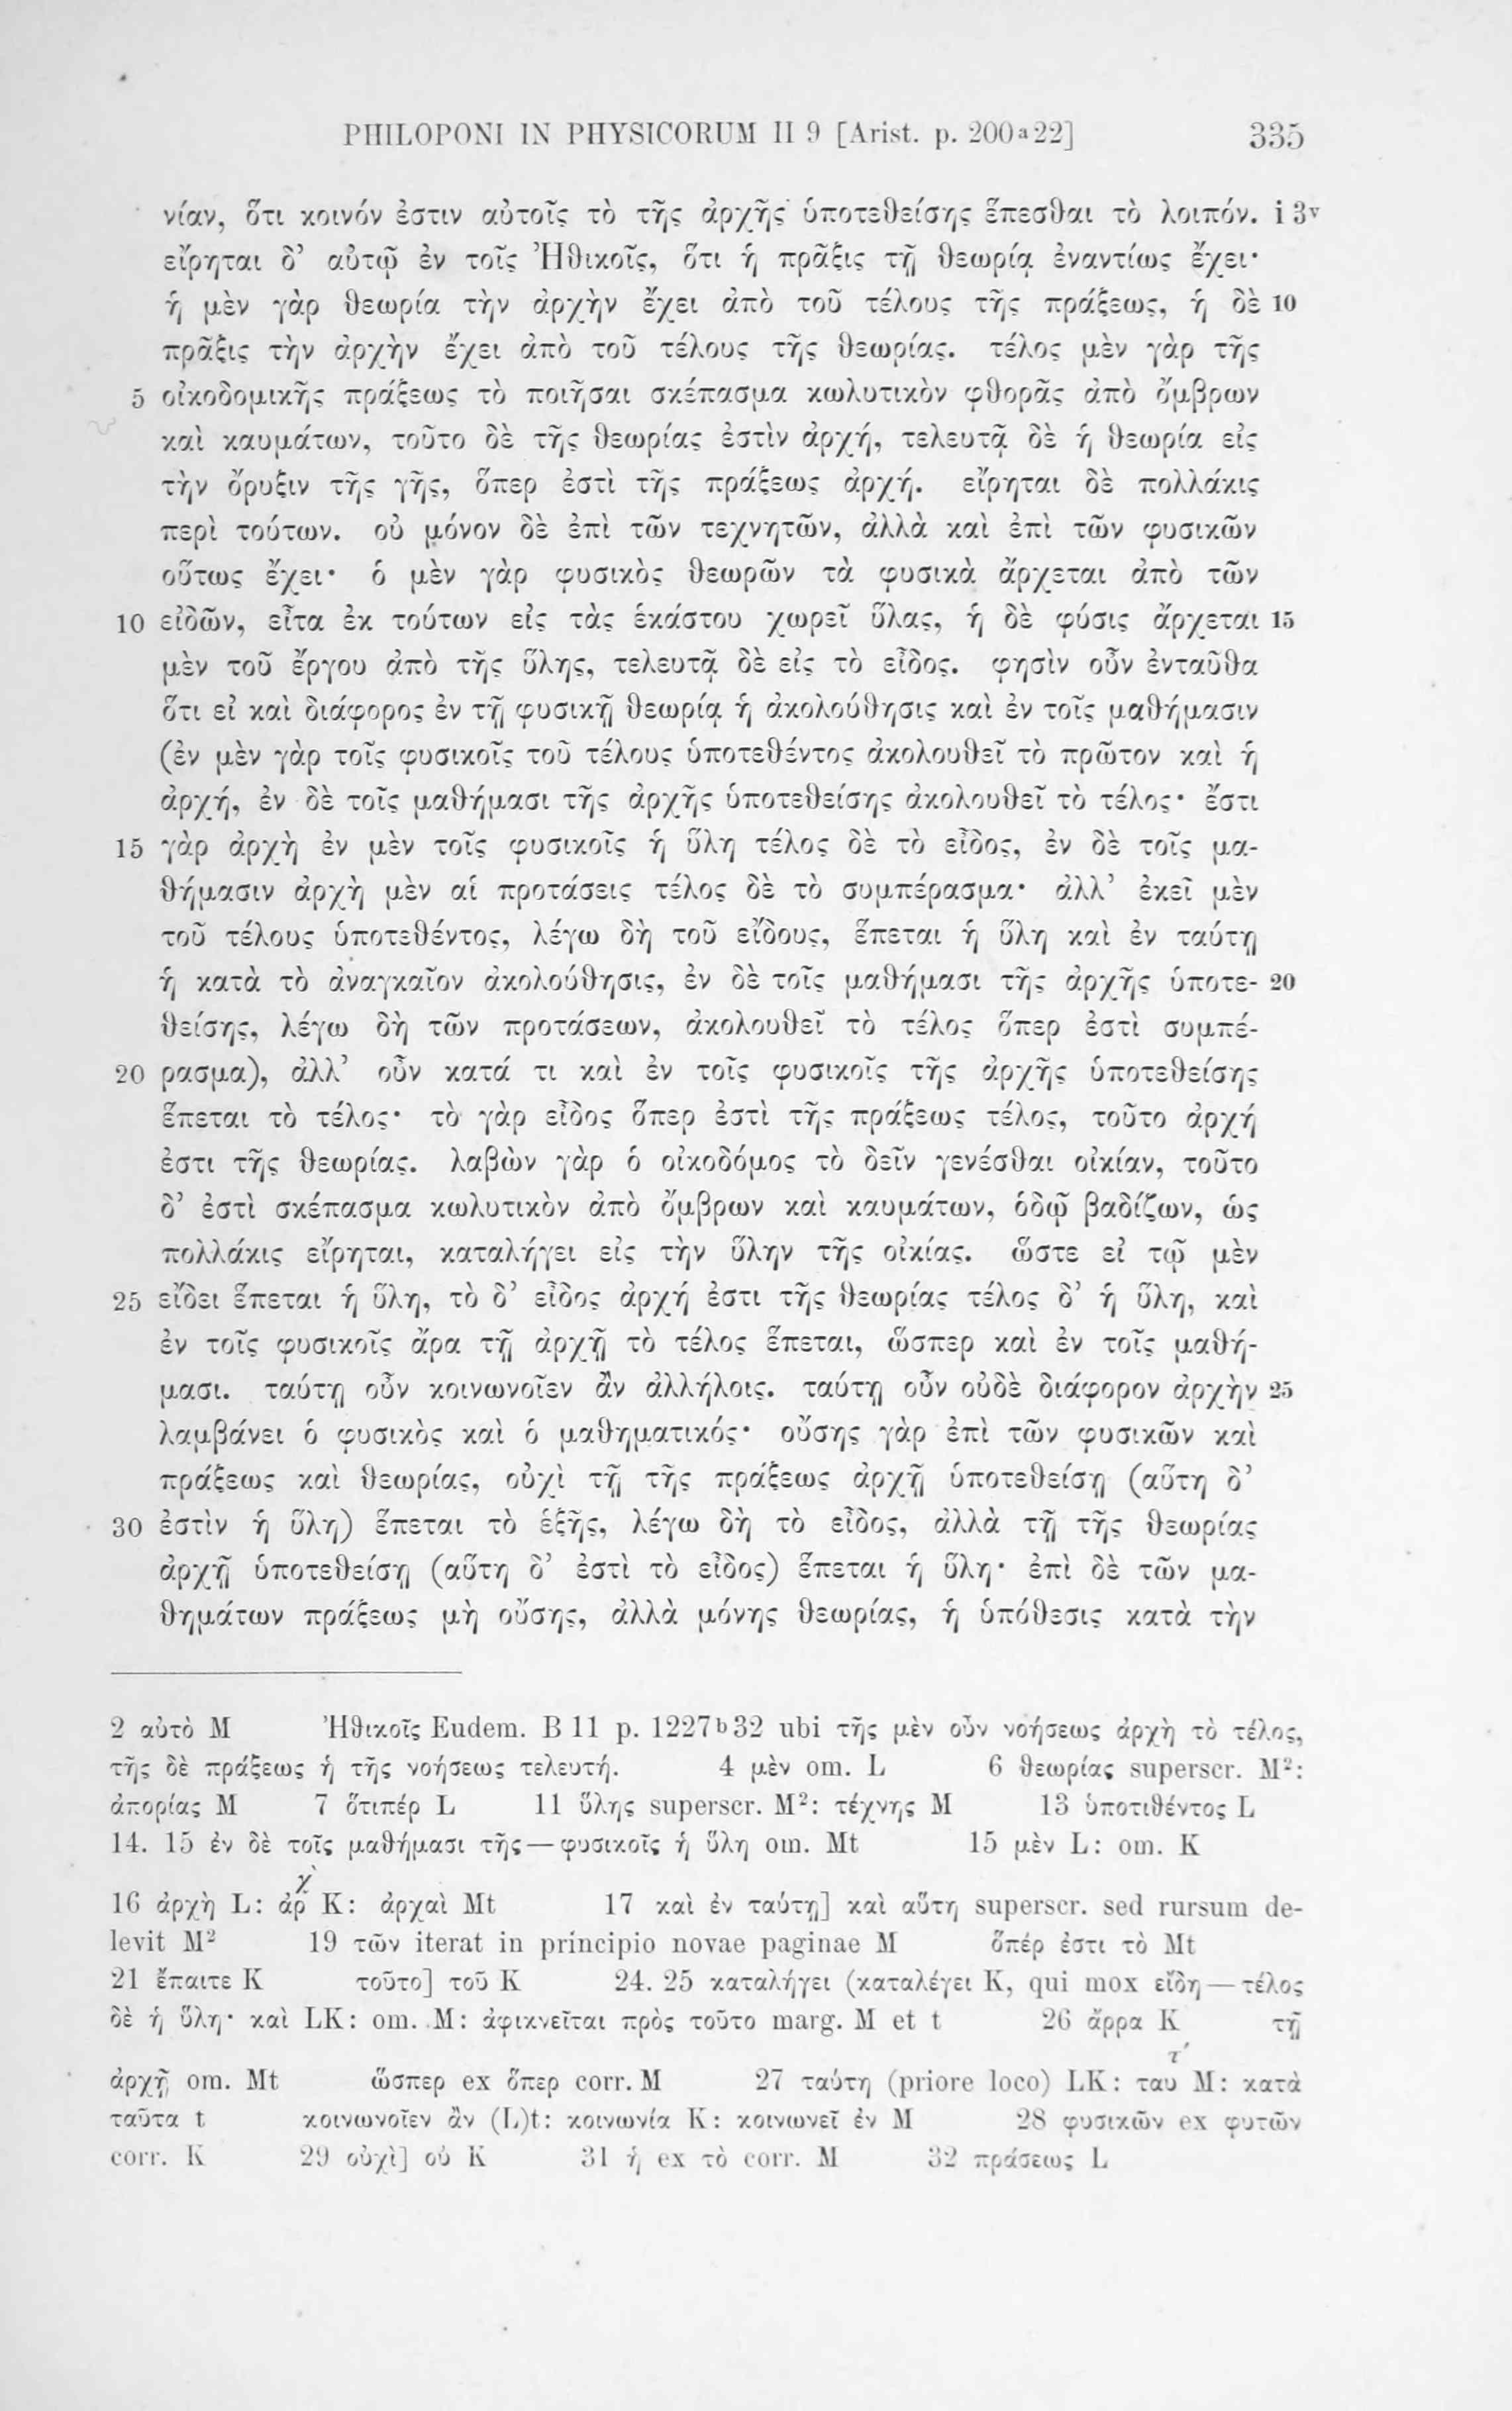 PHILOPONI IN PHYSICORUM II 9 [Arist. p. 200ᵃ22] 335
νίαν, ὅτι κοινόν ἐστιν αὐτοῖς τὸ τῆς ἀρχῆς ὑποτεθείσης ἕπεσθαι τὸ λοιπόν. i 3ᵛ
εἴρηται δ’ αὐτῷ ἐν τοῖς Ἠθικοῖς, ὅτι ἡ πρᾶξις τῇ θεωρίᾳ ἐναντίως ἔχει·
ἡ μὲν γὰρ θεωρία τὴν ἀρχὴν ἔχει ἀπὸ τοῦ τέλους τῆς πράξεως, ἡ δὲ 10
πρᾶξις τὴν ἀρχὴν ἔχει ἀπὸ τοῦ τέλους τῆς θεωρίας. τέλος μὲν γὰρ τῆς
5 οἰκοδομικῆς πράξεως τὸ ποιῆσαι σκέπασμα κωλυτικὸν φθορᾶς ἀπὸ ὄμβρων
καὶ καυμάτων, τοῦτο δὲ τῆς θεωρίας ἐστὶν ἀρχή, τελευτᾷ δὲ ἡ θεωρία εἰς
τὴν ὄρυξιν τῆς γῆς, ὅπερ ἐστὶ τῆς πράξεως ἀρχή. εἴρηται δὲ πολλάκις
περὶ τούτων. οὐ μόνον δὲ ἐπὶ τῶν τεχνητῶν, ἀλλὰ καὶ ἐπὶ τῶν φυσικῶν
οὕτως ἔχει· ὁ μὲν γὰρ φυσικὸς θεωρῶν τὰ φυσικὰ ἄρχεται ἀπὸ τῶν
10 εἰδῶν, εἶτα ἐκ τούτων εἰς τὰς ἑκάστου χωρεῖ ὕλας, ἡ δὲ φύσις ἄρχεται 15
μὲν τοῦ ἔργου ἀπὸ τῆς ὕλης, τελευτᾷ δὲ εἰς τὸ εἶδος. φησὶν οὖν ἐνταῦθα
ὅτι εἰ καὶ διάφορος ἐν τῇ φυσικῇ θεωρίᾳ ἡ ἀκολούθησις καὶ ἐν τοῖς μαθήμασιν
(ἐν μὲν γὰρ τοῖς φυσικοῖς τοῦ τέλους ὑποτεθέντος ἀκολουθεῖ τὸ πρῶτον καὶ ἡ
ἀρχή, ἐν δὲ τοῖς μαθήμασι τῆς ἀρχῆς ὑποτεθείσης ἀκολουθεῖ τὸ τέλος· ἔστι
15 γὰρ ἀρχὴ ἐν μὲν τοῖς φυσικοῖς ἡ ὕλη τέλος δὲ τὸ εἶδος, ἐν δὲ τοῖς μα-
θήμασιν ἀρχὴ μὲν αἱ προτάσεις τέλος δὲ τὸ συμπέρασμα· ἀλλ’ ἐκεῖ μὲν
τοῦ τέλους ὑποτεθέντος, λέγω δὴ τοῦ εἴδους, ἕπεται ἡ ὕλη καὶ ἐν ταύτῃ
ἡ κατὰ τὸ ἀναγκαῖον ἀκολούθησις, ἐν δὲ τοῖς μαθήμασι τῆς ἀρχῆς ὑποτε- 20
θείσης, λέγω δὴ τῶν προτάσεων, ἀκολουθεῖ τὸ τέλος ὅπερ ἐστὶ συμπέ-
20 ρασμα), ἀλλ’ οὖν κατά τι καὶ ἐν τοῖς φυσικοῖς τῆς ἀρχῆς ὑποτεθείσης
ἕπεται τὸ τέλος· τὸ γὰρ εἶδος ὅπερ ἐστὶ τῆς πράξεως τέλος, τοῦτο ἀρχή
ἐστι τῆς θεωρίας. λαβὼν γὰρ ὁ οἰκοδόμος τὸ δεῖν γενέσθαι οἰκίαν, τοῦτο
δ’ ἐστὶ σκέπασμα κωλυτικὸν ἀπὸ ὄμβρων καὶ καυμάτων, ὁδῷ βαδίζων, ὡς
πολλάκις εἴρηται, καταλήγει εἰς τὴν ὕλην τῆς οἰκίας. ὥστε εἰ τῷ μὲν
25 εἴδει ἕπεται ἡ ὕλη, τὸ δ’ εἶδος ἀρχή ἐστι τῆς θεωρίας τέλος δ’ ἡ ὕλη, καὶ
ἐν τοῖς φυσικοῖς ἄρα τῇ ἀρχῇ τὸ τέλος ἕπεται, ὥσπερ καὶ ἐν τοῖς μαθή-
μασι. ταύτῃ οὖν κοινωνοῖεν ἂν ἀλλήλοις. ταύτῃ οὖν οὐδὲ διάφορον ἀρχὴν 25
λαμβάνει ὁ φυσικὸς καὶ ὁ μαθηματικός· οὔσης γὰρ ἐπὶ τῶν φυσικῶν καὶ
πράξεως καὶ θεωρίας, οὐχὶ τῇ τῆς πράξεως ἀρχῇ ὑποτεθείσῃ (αὕτη δ’
30 ἐστὶν ἡ ὕλη) ἕπεται τὸ ἑξῆς, λέγω δὴ τὸ εἶδος, ἀλλὰ τῇ τῆς θεωρίας
ἀρχῇ ὑποτεθείσῃ (αὕτη δ’ ἐστὶ τὸ εἶδος) ἕπεται ἡ ὕλη· ἐπὶ δὲ τῶν μα-
θημάτων πράξεως μὴ οὔσης, ἀλλὰ μόνης θεωρίας, ἡ ὑπόθεσις κατὰ τὴν
2 αὐτὸ M Ἠθικοῖς Eudem. B 11 p. 1227ᵇ32 ubi τῆς μὲν οὖν νοήσεως ἀρχὴ τὸ τέλος,
τῆς δὲ πράξεως ἡ τῆς νοήσεως τελευτή. 4 μὲν om. L 6 θεωρίας superscr. M²:
ἀπορίας M 7 ὅτιπέρ L 11 ὕλης superscr. M²: τέχνης M 13 ὑποτιθέντος L
14. 15 ἐν δὲ τοῖς μαθήμασι τῆς — φυσικοῖς ἡ ὕλη om. Mt 15 μὲν L: om. K
16 ἀρχὴ L: ἀρχ̀ K: ἀρχαὶ Mt 17 καὶ ἐν ταύτῃ] καὶ αὕτη superscr. sed rursum de-
levit M² 19 τῶν iterat in principio novae paginae M ὅπέρ ἐστι τὸ Mt
21 ἔπαιτε K τοῦτο] τοῦ K 24. 25 καταλήγει (καταλέγει K, qui mox εἴδη — τέλος
δὲ ἡ ὕλη· καὶ LK: om. M: ἀφικνεῖται πρὸς τοῦτο marg. M et t 26 ἄρρα K τῇ
ἀρχῇ om. Mt ὥσπερ ex ὅπερ corr. M 27 ταύτη (priore loco) LK: ταυτ´ M: κατὰ
ταῦτα t κοινωνοῖεν ἂν (L)t: κοινωνία K: κοινωνεῖ ἐν M 28 φυσικῶν ex φυτῶν
corr. K 29 οὐχὶ] οὐ K 31 ἡ ex τὸ corr. M 32 πράσεως L